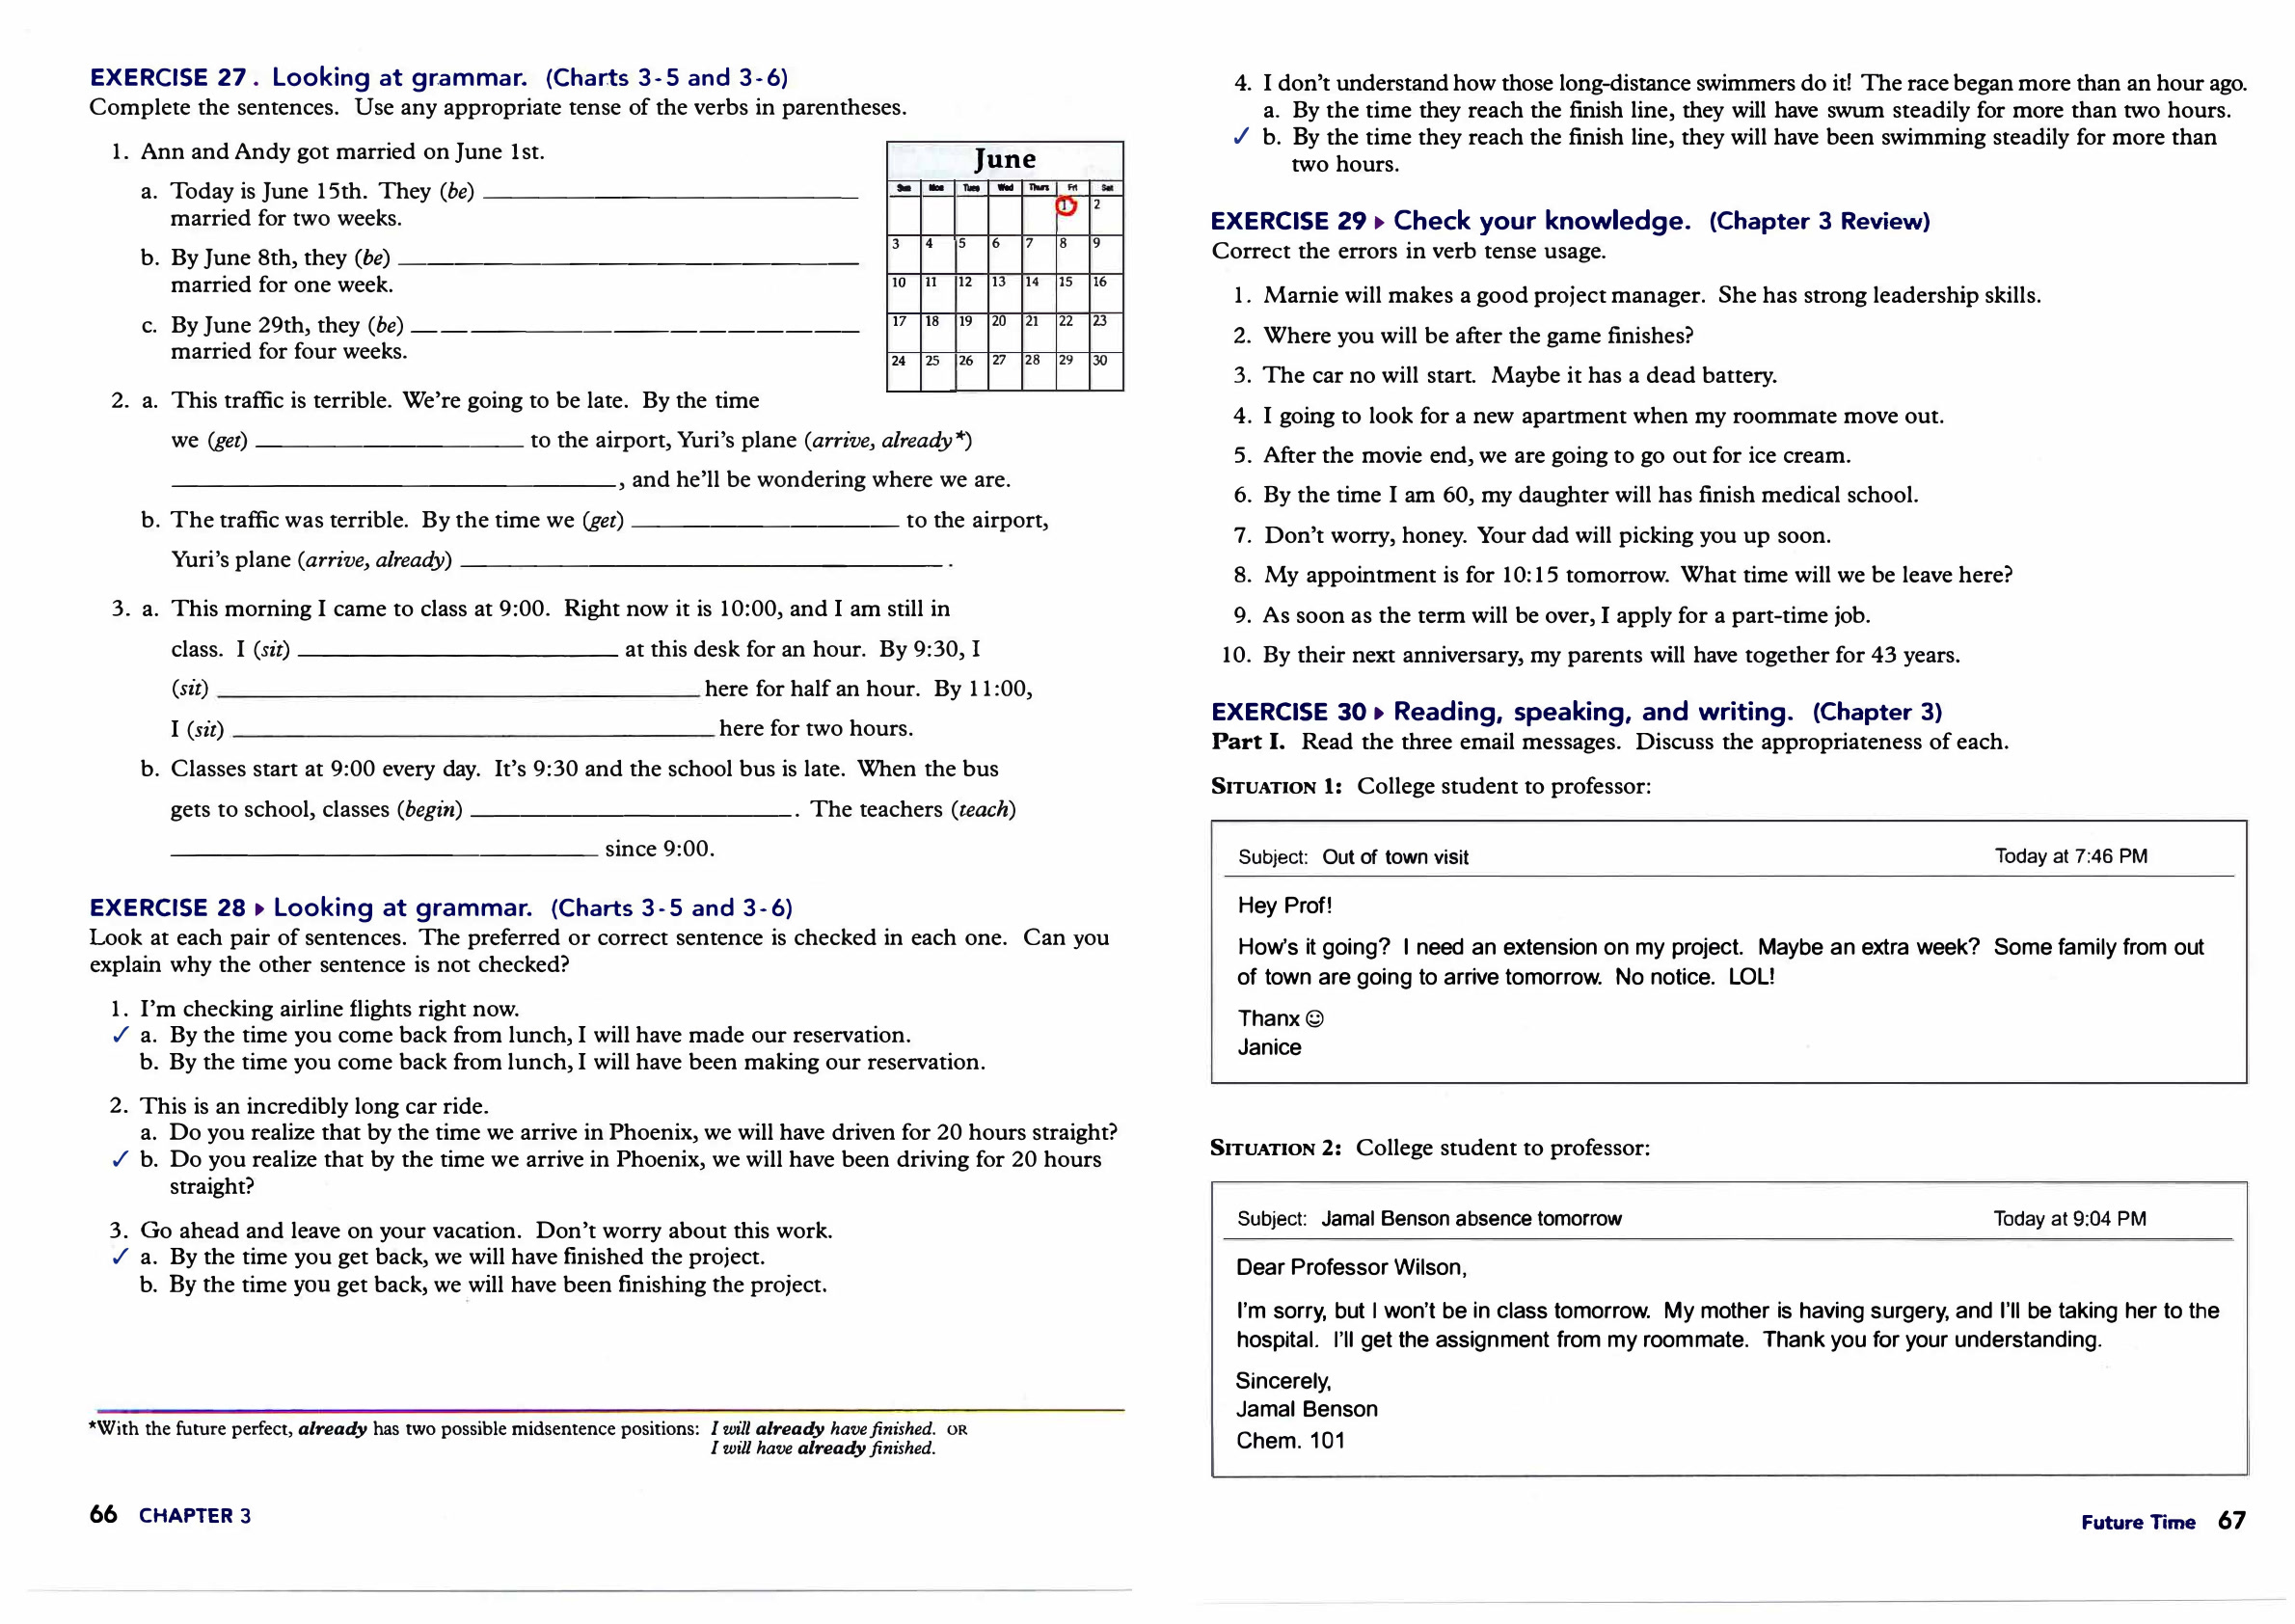 EXERCISE 27. Looking at grammar. (Charts 3-5 and 3-6)
Complete the sentences. Use any appropriate tense of the verbs in parentheses.
1. Ann and Andy got married on June 1st.
a. Today is June 15th. They (be) ____________
married for two weeks.
b. By June 8th, they (be) ____________
married for one week.
c. By June 29th, they (be) ____________
married for four weeks.
June
Sun Mon Tues Wed Thurs Fri Sat
1 2
3 4 5 6 7 8 9
10 11 12 13 14 15 16
17 18 19 20 21 22 23
24 25 26 27 28 29 30
2. a. This traffic is terrible. We're going to be late. By the time
we (get) ____________ to the airport, Yuri's plane (arrive, already*)
____________, and he'll be wondering where we are.
b. The traffic was terrible. By the time we (get) ____________ to the airport,
Yuri's plane (arrive, already) ____________.
3. a. This morning I came to class at 9:00. Right now it is 10:00, and I am still in
class. I (sit) ____________ at this desk for an hour. By 9:30, I
(sit) ____________ here for half an hour. By 11:00,
I (sit) ____________ here for two hours.
b. Classes start at 9:00 every day. It's 9:30 and the school bus is late. When the bus
gets to school, classes (begin) ____________. The teachers (teach)
____________ since 9:00.
EXERCISE 28 ▸ Looking at grammar. (Charts 3-5 and 3-6)
Look at each pair of sentences. The preferred or correct sentence is checked in each one. Can you
explain why the other sentence is not checked?
1. I'm checking airline flights right now.
✓ a. By the time you come back from lunch, I will have made our reservation.
b. By the time you come back from lunch, I will have been making our reservation.
2. This is an incredibly long car ride.
a. Do you realize that by the time we arrive in Phoenix, we will have driven for 20 hours straight?
✓ b. Do you realize that by the time we arrive in Phoenix, we will have been driving for 20 hours
straight?
3. Go ahead and leave on your vacation. Don't worry about this work.
✓ a. By the time you get back, we will have finished the project.
b. By the time you get back, we will have been finishing the project.
*With the future perfect, already has two possible midsentence positions: I will already have finished. OR
I will have already finished.
66 CHAPTER 3
4. I don't understand how those long-distance swimmers do it! The race began more than an hour ago.
a. By the time they reach the finish line, they will have swum steadily for more than two hours.
✓ b. By the time they reach the finish line, they will have been swimming steadily for more than
two hours.
EXERCISE 29 ▸ Check your knowledge. (Chapter 3 Review)
Correct the errors in verb tense usage.
1. Marnie will makes a good project manager. She has strong leadership skills.
2. Where you will be after the game finishes?
3. The car no will start. Maybe it has a dead battery.
4. I going to look for a new apartment when my roommate move out.
5. After the movie end, we are going to go out for ice cream.
6. By the time I am 60, my daughter will has finish medical school.
7. Don't worry, honey. Your dad will picking you up soon.
8. My appointment is for 10:15 tomorrow. What time will we be leave here?
9. As soon as the term will be over, I apply for a part-time job.
10. By their next anniversary, my parents will have together for 43 years.
EXERCISE 30 ▸ Reading, speaking, and writing. (Chapter 3)
Part I. Read the three email messages. Discuss the appropriateness of each.
SITUATION 1: College student to professor:
Subject: Out of town visit Today at 7:46 PM
Hey Prof!
How's it going? I need an extension on my project. Maybe an extra week? Some family from out
of town are going to arrive tomorrow. No notice. LOL!
Thanx ☺
Janice
SITUATION 2: College student to professor:
Subject: Jamal Benson absence tomorrow Today at 9:04 PM
Dear Professor Wilson,
I'm sorry, but I won't be in class tomorrow. My mother is having surgery, and I'll be taking her to the
hospital. I'll get the assignment from my roommate. Thank you for your understanding.
Sincerely,
Jamal Benson
Chem. 101
Future Time 67